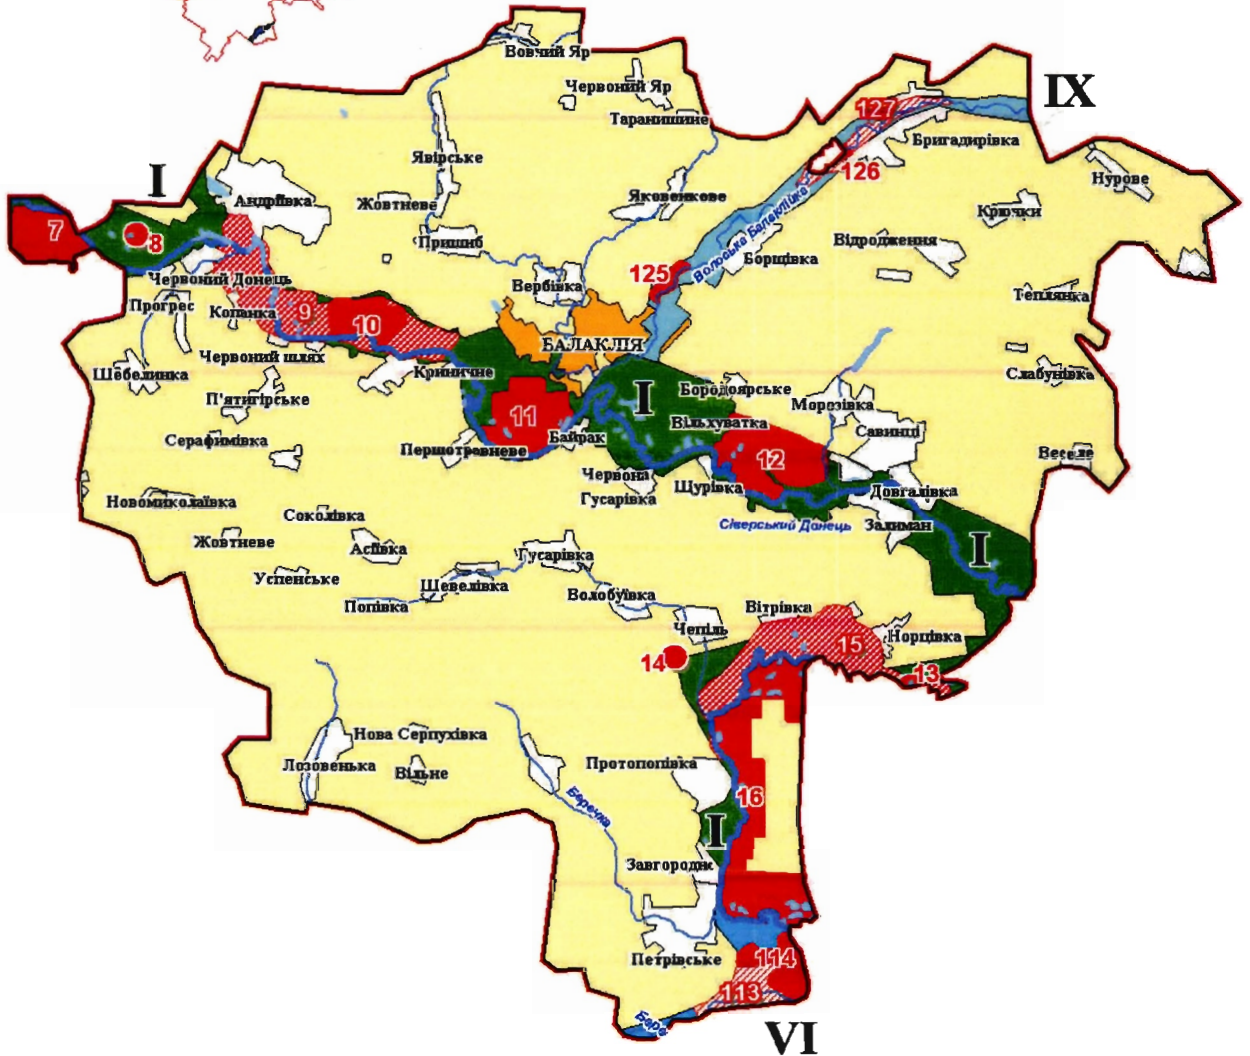 Вовчий Яр
Червоний Яр
IX
Таранишине
127
Бригадирівка
Явірське
126
I
Нурове
Андріївка
Жовтневе
Яковенкове
Крючки
7
8
Пришиб
Волоська Балаклійка
Відродження
Борщівка
125
Червоний Донець
Вербівка
Прогрес
Копанка
9
10
Теплянка
БАЛАКЛІЯ
Червоний шлях
Шебелинка
Криничне
Слабунівка
П'ятигірське
I
Бородоярське
Морозівка
11
Вільхуватка
Савинці
Серафимівка
Байрак
Першотравневе
12
Веселе
Червона
Гусарівка
Щурівка
Довгалівка
Новомиколаївка
Соколівка
Сіверський Донець
Залиман
Жовтневе
Асіївка
Гусарівка
I
Успенське
Шевелівка
Попівка
Волобуївка
Вітрівка
Чепіль
15
Норцівка
14
13
Нова Серпухівка
Лозовенька
Вільне
Протопопівка
16
Беречка
I
Завгороднє
Петрівське
114
113
Бере
VI